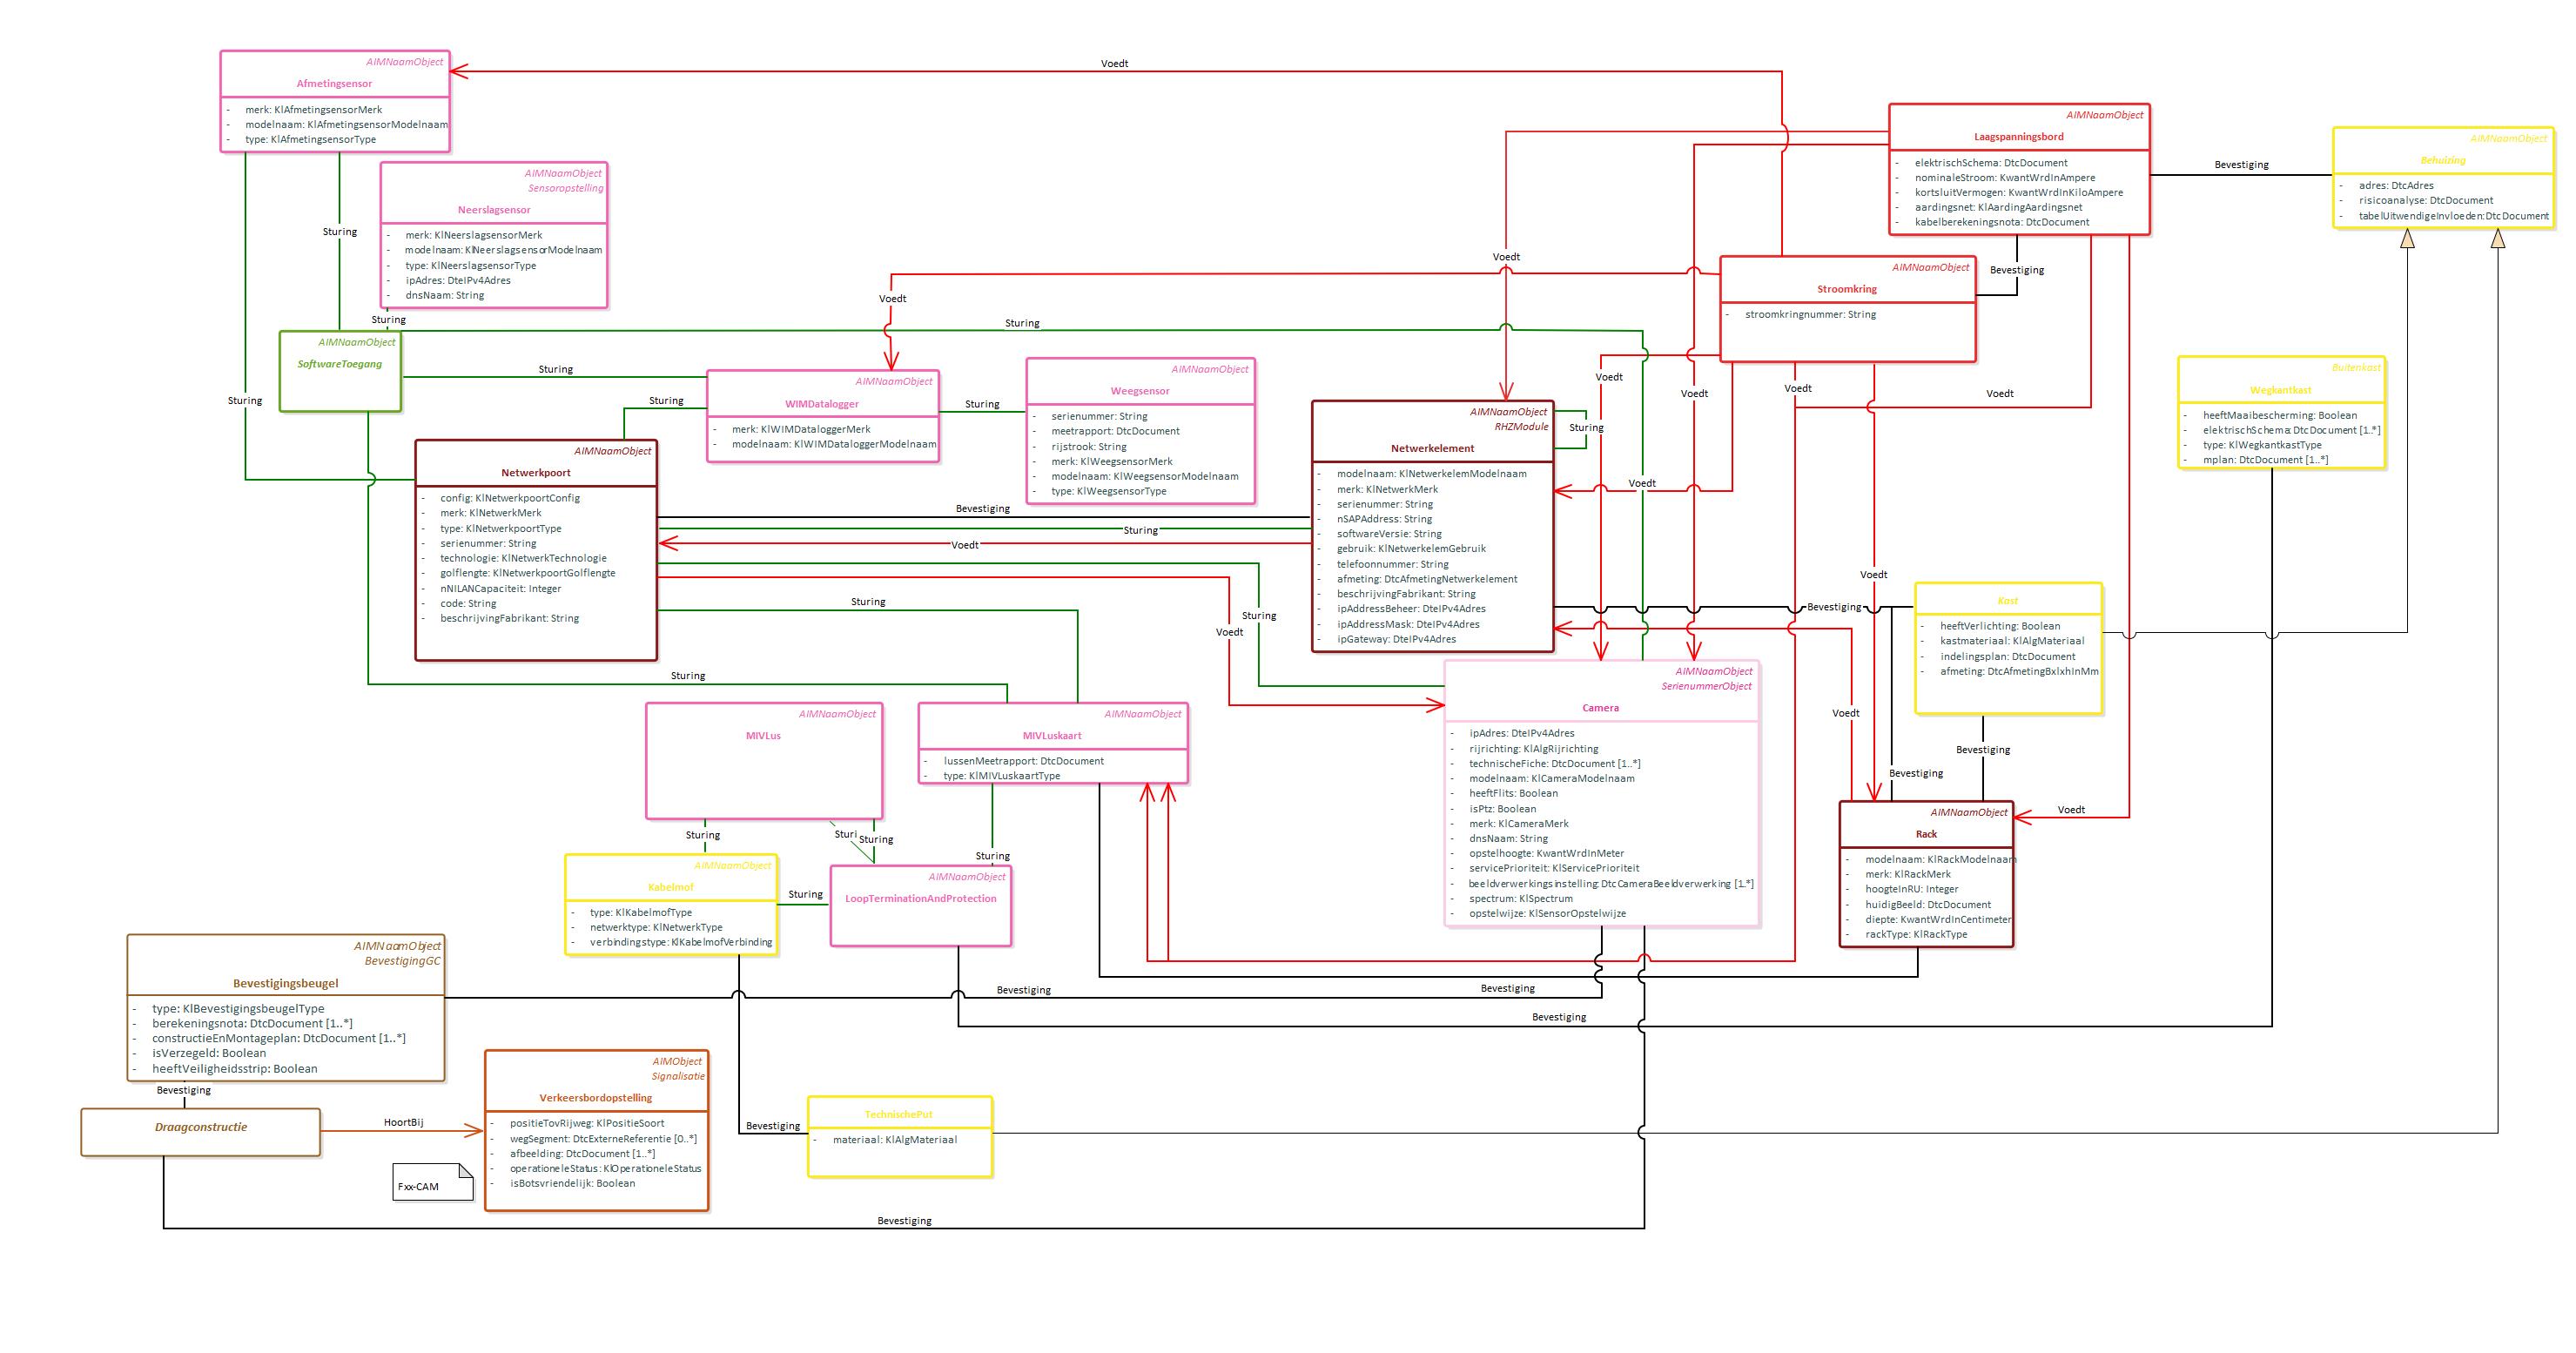 Voedt
AIMNaamObject
Afmetingsensor
- merk: KlAfmetingsensorMerk
- modelnaam: KlAfmetingsensorModelnaam
- type: KlAfmetingsensorType
AIMNaamObject
Laagspanningsbord
- elektrischSchema: DtcDocument
- nominaleStroom: KwantWrdInAmpere
- kortsluitVermogen: KwantWrdInKiloAmpere
- aardingsnet: KlAardingAardingsnet
- kabelberekeningsnota: DtcDocument
Bevestiging
AIMNaamObject
Behuizing
- adres: DtcAdres
- risicoanalyse: DtcDocument
- tabelUitwendigeInvloeden:DtcDocument
AIMNaamObject
Sensoropstelling
Neerslagsensor
- merk: KlNeerslagsensorMerk
- modelnaam: KlNeerslagsensorModelnaam
- type: KlNeerslagsensorType
- ipAdres: DteIPv4Adres
- dnsNaam: String
Sturing
Sturing
Voedt
Voedt
Bevestiging
AIMNaamObject
Stroomkring
- stroomkringnummer: String
Sturing
AIMNaamObject
SoftwareToegang
Sturing
Sturing
Sturing
AIMNaamObject
WIMDatalogger
- merk: KlWIMDataloggerMerk
- modelnaam: KlWIMDataloggerModelnaam
Sturing
AIMNaamObject
Weegsensor
- serienummer: String
- meetrapport: DtcDocument
- rijstrook: String
- merk: KlWeegsensorMerk
- modelnaam: KlWeegsensorModelnaam
- type: KlWeegsensorType
Voedt
Voedt
Voedt
Voedt
Buitenkast
Wegkantkast
- heeftMaaibescherming: Boolean
- elektrischSchema: DtcDocument [1..*]
- type: KlWegkantkastType
- mplan: DtcDocument [1..*]
AIMNaamObject
RHZModule
Netwerkelement
- modelnaam: KlNetwerkelemModelnaam
- merk: KlNetwerkMerk
- serienummer: String
- nSAPAddress: String
- softwareVersie: String
- gebruik: KlNetwerkelemGebruik
- telefoonnummer: String
- afmeting: DtcAfmetingNetwerkelement
- beschrijvingFabrikant: String
- ipAddressBeheer: DteIPv4Adres
- ipAddressMask: DteIPv4Adres
- ipGateway: DteIPv4Adres
Sturing
Voedt
AIMNaamObject
Netwerkpoort
- config: KlNetwerkpoortConfig
- merk: KlNetwerkMerk
- type: KlNetwerkpoortType
- serienummer: String
- technologie: KlNetwerkTechnologie
- golflengte: KlNetwerkpoortGolflengte
- nNILANCapaciteit: Integer
- code: String
- beschrijvingFabrikant: String
Bevestiging
Sturing
Voedt
Sturing
Sturing
Voedt
Voedt
Bevestiging
Kast
- heeftVerlichting: Boolean
- kastmateriaal: KlAlgMateriaal
- indelingsplan: DtcDocument
- afmeting: DtcAfmetingBxlxhInMm
Sturing
AIMNaamObject
MIVLus
AIMNaamObject
MIVLuskaart
- lussenMeetrapport: DtcDocument
- type: KlMIVLuskaartType
AIMNaamObject
SerienummerObject
Camera
- ipAdres: DteIPv4Adres
- rijrichting: KlAlgRijrichting
- technischeFiche: DtcDocument [1..*]
- modelnaam: KlCameraModelnaam
- heeftFlits: Boolean
- isPtz: Boolean
- merk: KlCameraMerk
- dnsNaam: String
- opstelhoogte: KwantWrdInMeter
- servicePrioriteit: KlServicePrioriteit
- beeldverwerkingsinstelling: DtcCameraBeeldverwerking [1..*]
- spectrum: KlSpectrum
- opstelwijze: KlSensorOpstelwijze
Voedt
Bevestiging
Bevestiging
AIMNaamObject
Rack
- modelnaam: KlRackModelnaam
- merk: KlRackMerk
- hoogteInRU: Integer
- huidigBeeld: DtcDocument
- diepte: KwantWrdInCentimeter
- rackType: KlRackType
Voedt
Sturing
Sturi
Sturing
Sturing
AIMNaamObject
Kabelmof
- type: KlKabelmofType
- netwerktype: KlNetwerkType
- verbindingstype: KlKabelmofVerbinding
Sturing
AIMNaamObject
LoopTerminationAndProtection
AIMNaamObject
BevestigingGC
Bevestigingsbeugel
- type: KlBevestigingsbeugelType
- berekeningsnota: DtcDocument [1..*]
- constructieEnMontageplan: DtcDocument [1..*]
- isVerzegeld: Boolean
- heeftVeiligheidsstrip: Boolean
Bevestiging
Bevestiging
Bevestiging
Bevestiging
Draagconstructie
HoortBij
AIMObject
Signalisatie
Verkeersbordopstelling
- positieTovRijweg: KlPositieSoort
- wegSegment: DtcExterneReferentie [0..*]
- afbeelding: DtcDocument [1..*]
- operationeleStatus: KlOperationeleStatus
- isBotsvriendelijk: Boolean
Bevestiging
TechnischePut
- materiaal: KlAlgMateriaal
Fxx-CAM
Bevestiging